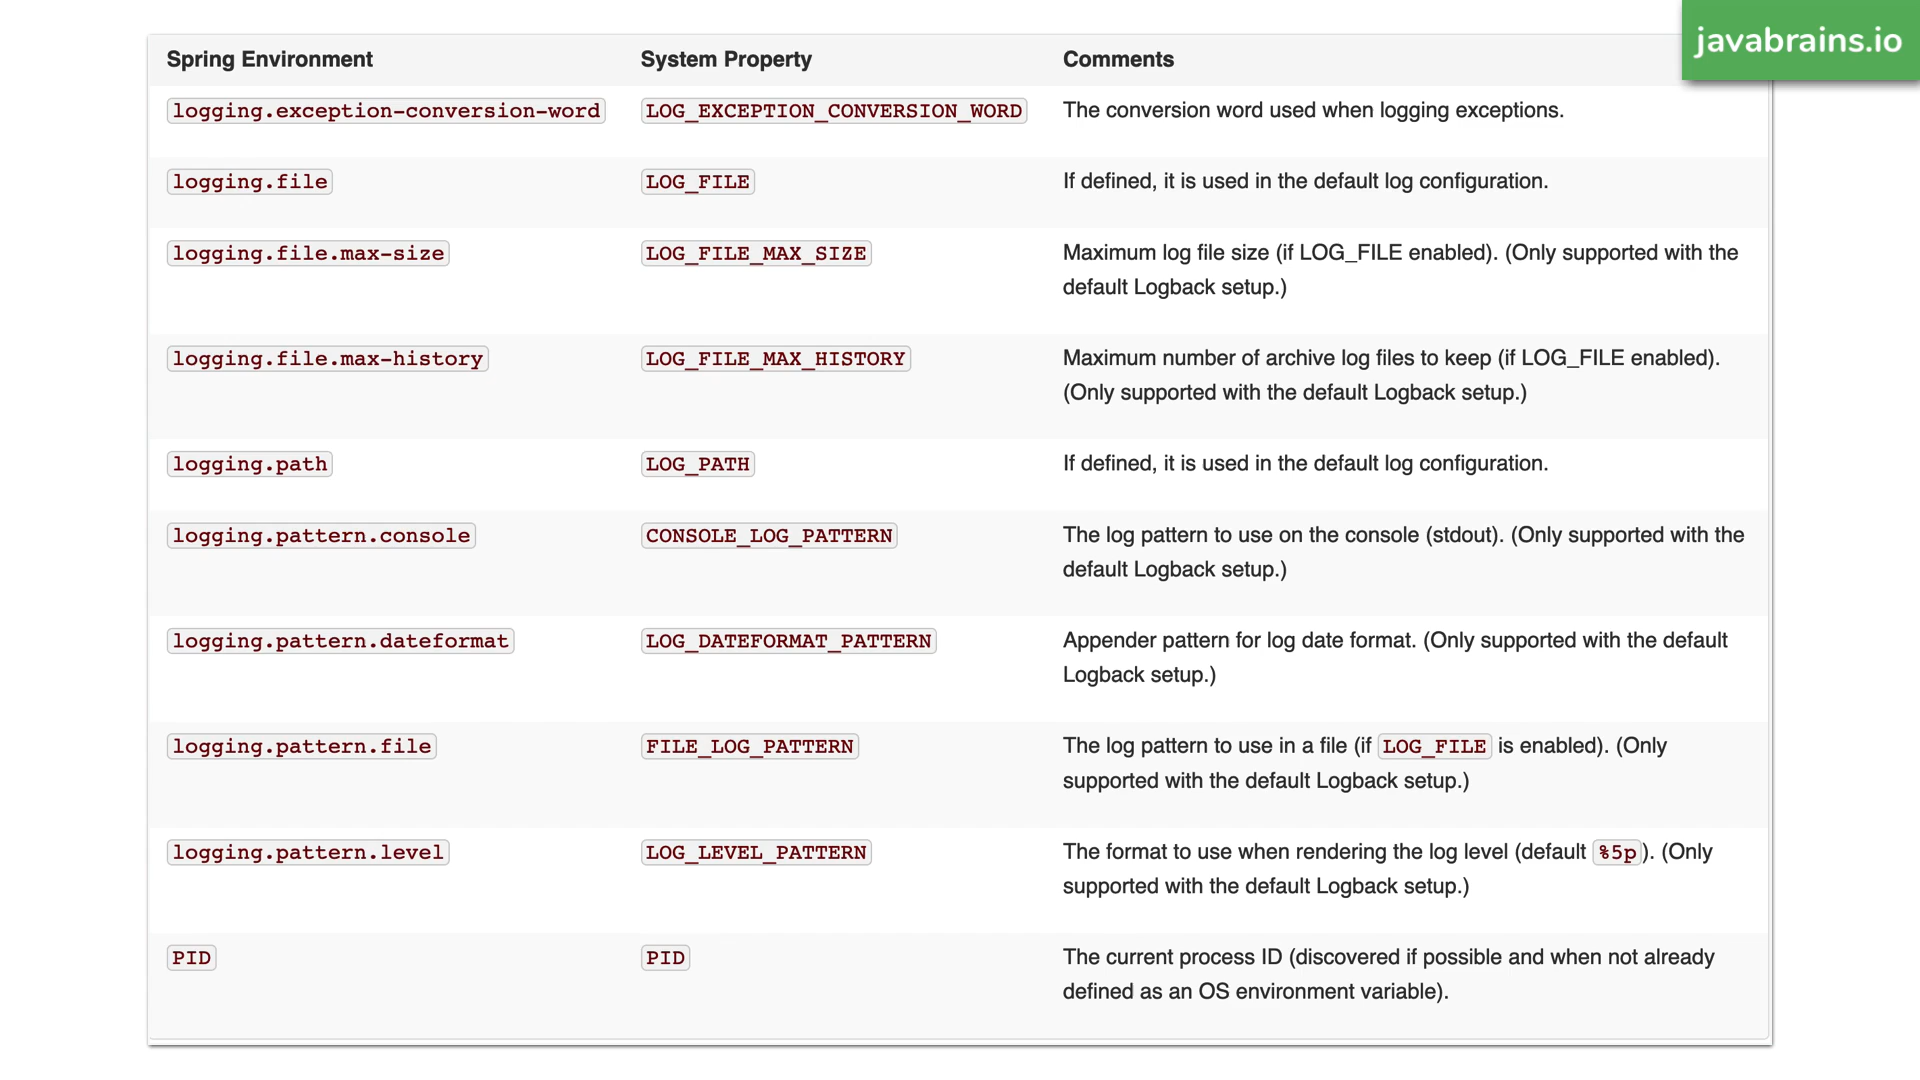 javabrains.io
Spring Environment System Property Comments
logging.exception-conversion-word LOG_EXCEPTION_CONVERSION_WORD The conversion word used when logging exceptions.
logging.file LOG_FILE If defined, it is used in the default log configuration.
logging.file.max-size LOG_FILE_MAX_SIZE Maximum log file size (if LOG_FILE enabled). (Only supported with the
default Logback setup.)
logging.file.max-history LOG_FILE_MAX_HISTORY Maximum number of archive log files to keep (if LOG_FILE enabled).
(Only supported with the default Logback setup.)
logging.path LOG_PATH If defined, it is used in the default log configuration.
logging.pattern.console CONSOLE_LOG_PATTERN The log pattern to use on the console (stdout). (Only supported with the
default Logback setup.)
logging.pattern.dateformat LOG_DATEFORMAT_PATTERN Appender pattern for log date format. (Only supported with the default
Logback setup.)
logging.pattern.file FILE_LOG_PATTERN The log pattern to use in a file (if LOG_FILE is enabled). (Only
supported with the default Logback setup.)
logging.pattern.level LOG_LEVEL_PATTERN The format to use when rendering the log level (default %5p). (Only
supported with the default Logback setup.)
PID PID The current process ID (discovered if possible and when not already
defined as an OS environment variable).